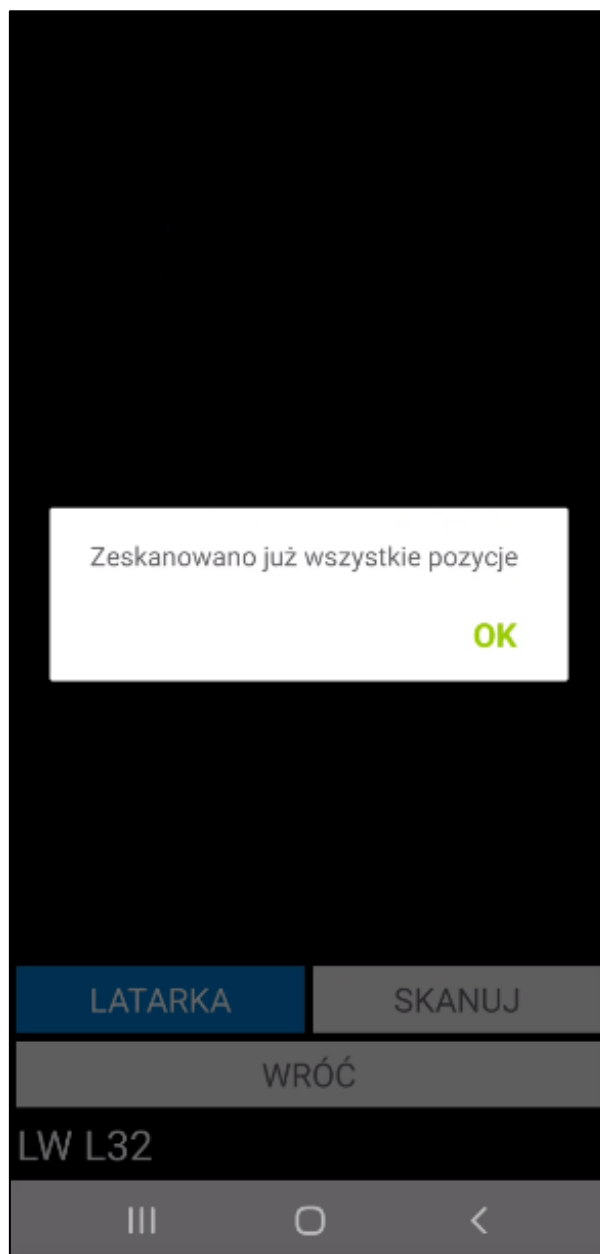 Zeskanowano już wszystkie pozycje
OK
LATARKA SKANUJ
WRÓĆ
LW L32